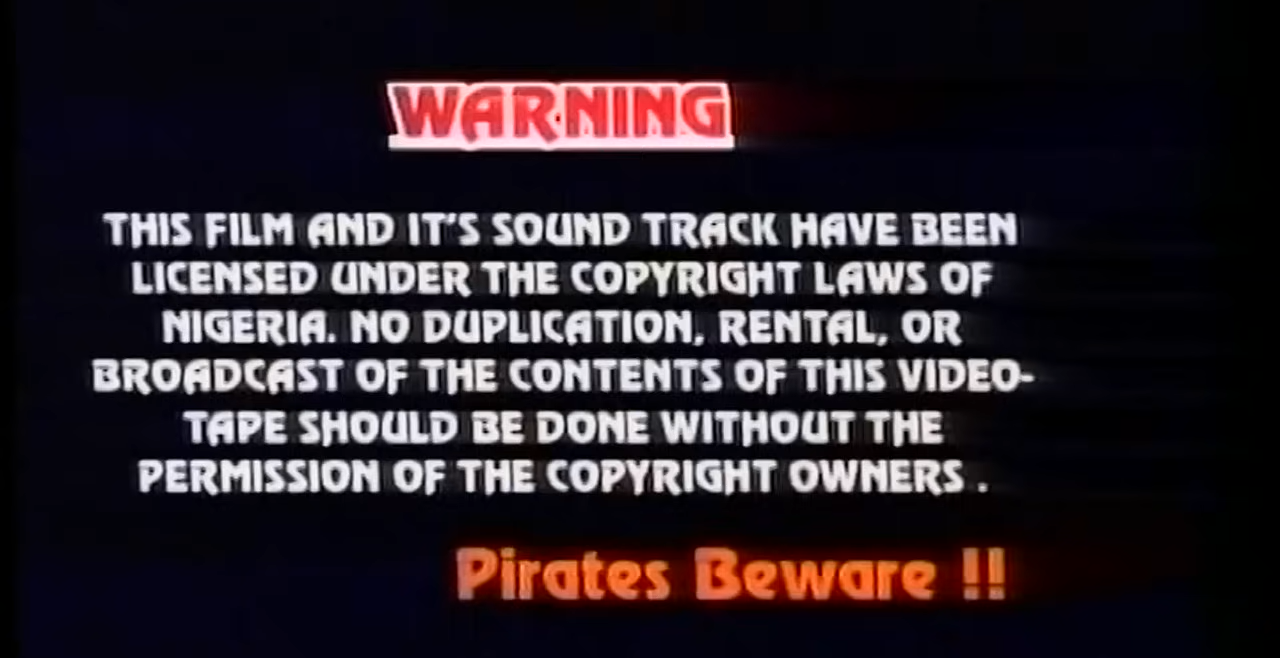 WARNING
THIS FILM AND IT'S SOUND TRACK HAVE BEEN
LICENSED UNDER THE COPYRIGHT LAWS OF
NIGERIA. NO DUPLICATION, RENTAL, OR
BROADCAST OF THE CONTENTS OF THIS VIDEO-
TAPE SHOULD BE DONE WITHOUT THE
PERMISSION OF THE COPYRIGHT OWNERS .
Pirates Beware !!